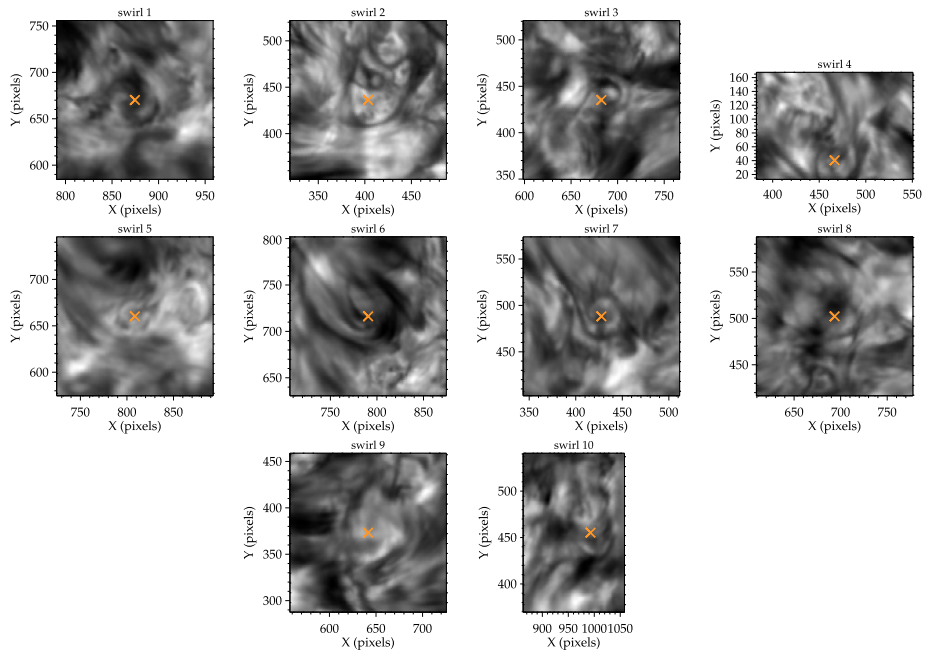 swirl 1
Y (pixels)
750
700
650
600
800 850 900 950
X (pixels)
swirl 2
Y (pixels)
500
450
400
350 400 450
X (pixels)
swirl 3
Y (pixels)
500
450
400
350
600 650 700 750
X (pixels)
swirl 4
Y (pixels)
160
140
120
100
80
60
40
20
400 450 500 550
X (pixels)
swirl 5
Y (pixels)
700
650
600
750 800 850
X (pixels)
swirl 6
Y (pixels)
800
750
700
650
750 800 850
X (pixels)
swirl 7
Y (pixels)
550
500
450
350 400 450 500
X (pixels)
swirl 8
Y (pixels)
550
500
450
650 700 750
X (pixels)
swirl 9
Y (pixels)
450
400
350
300
600 650 700
X (pixels)
swirl 10
Y (pixels)
500
450
400
900 950 1000 1050
X (pixels)